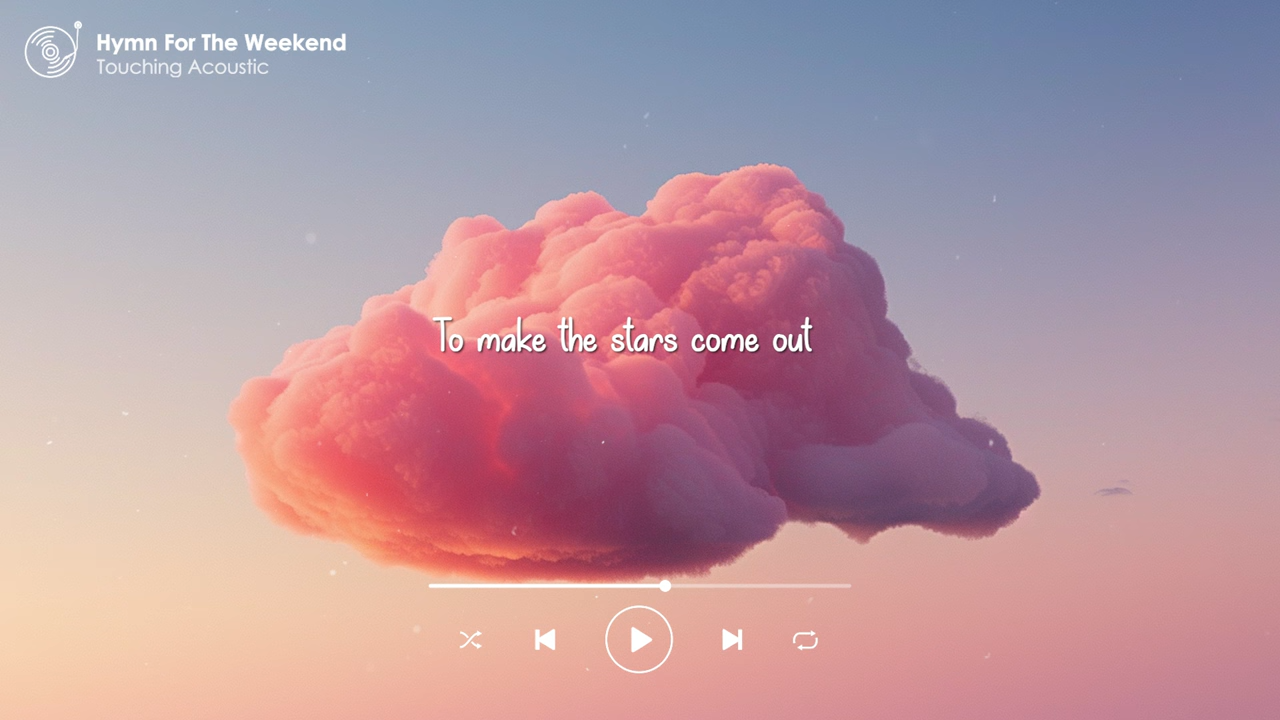 Hymn For The Weekend
Touching Acoustic
To make the stars come out